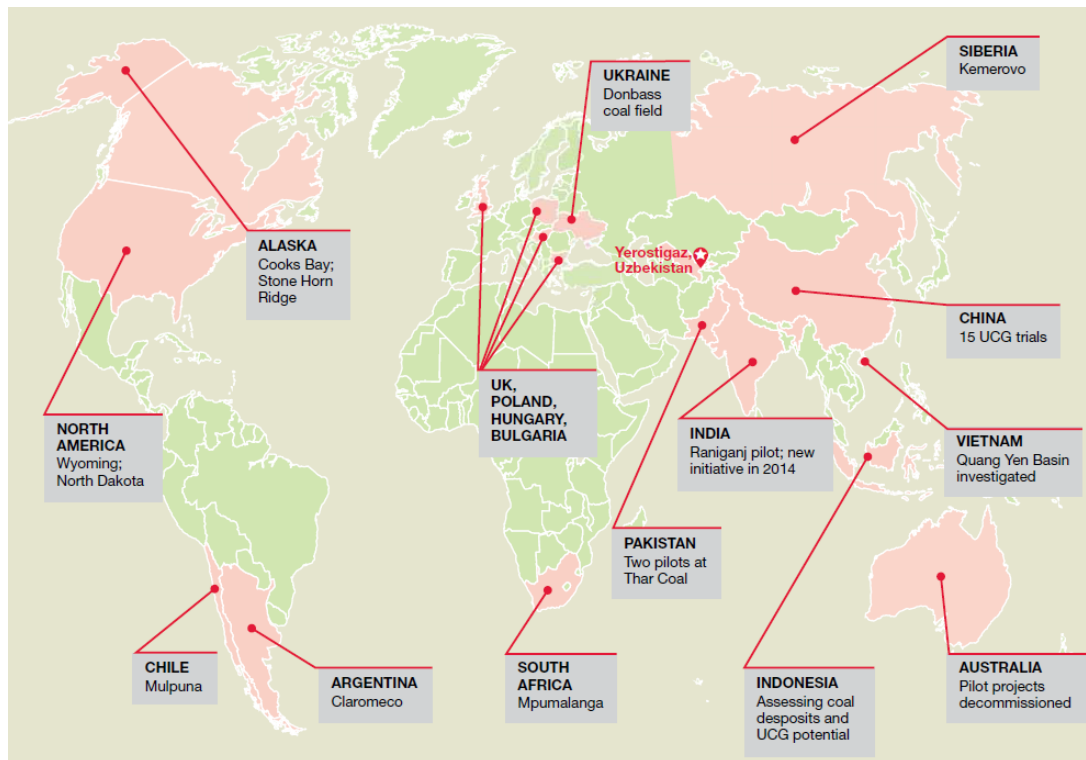 SIBERIA
Kemerovo
UKRAINE
Donbass
coal field
ALASKA
Cooks Bay;
Stone Horn
Ridge
Yerostigaz,
Uzbekistan
CHINA
15 UCG trials
UK,
POLAND,
HUNGARY,
BULGARIA
NORTH
AMERICA
Wyoming;
North Dakota
INDIA
Raniganj pilot; new
initiative in 2014
VIETNAM
Quang Yen Basin
investigated
PAKISTAN
Two pilots at
Thar Coal
CHILE
Mulpuna
ARGENTINA
Claromeco
SOUTH
AFRICA
Mpumalanga
INDONESIA
Assessing coal
desposits and
UCG potential
AUSTRALIA
Pilot projects
decommissioned